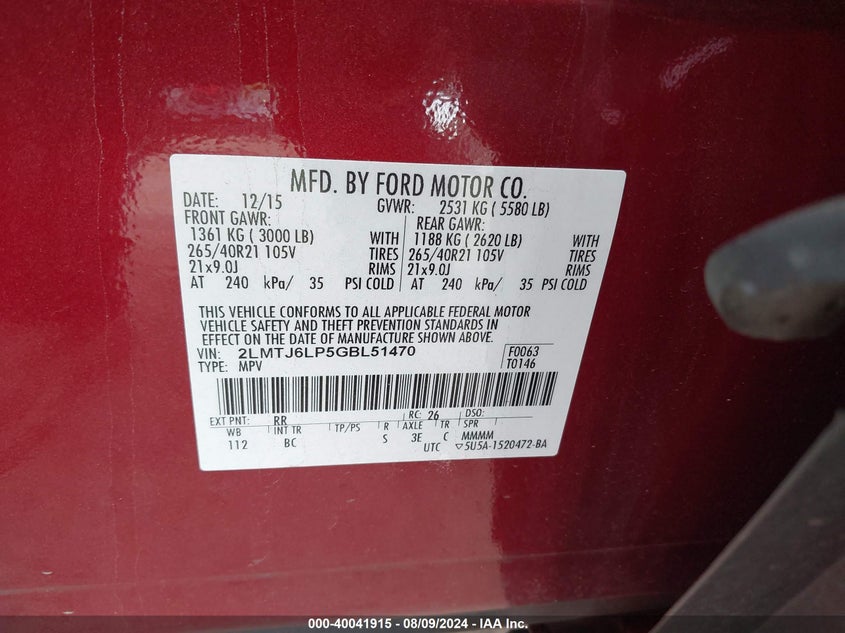 MFD. BY FORD MOTOR CO.
DATE: 12/15 GVWR: 2531 KG ( 5580 LB)
FRONT GAWR: REAR GAWR:
1361 KG ( 3000 LB) WITH 1188 KG ( 2620 LB) WITH
265/40R21 105V TIRES 265/40R21 105V TIRES
21x9.0J RIMS 21x9.0J RIMS
AT 240 kPa/ 35 PSI COLD AT 240 kPa/ 35 PSI COLD
THIS VEHICLE CONFORMS TO ALL APPLICABLE FEDERAL MOTOR
VEHICLE SAFETY AND THEFT PREVENTION STANDARDS IN
EFFECT ON THE DATE OF MANUFACTURE SHOWN ABOVE.
VIN: 2LMTJ6LP5GBL51470 F0063
TYPE: MPV T0146
EXT PNT: RR RC: 26 DSO:
WB INT TR TP/PS R AXLE TR SPR
112 BC S 3E C MMMM
UTC ▽5U5A-1520472-BA
000-40041915 - 08/09/2024 - IAA Inc.